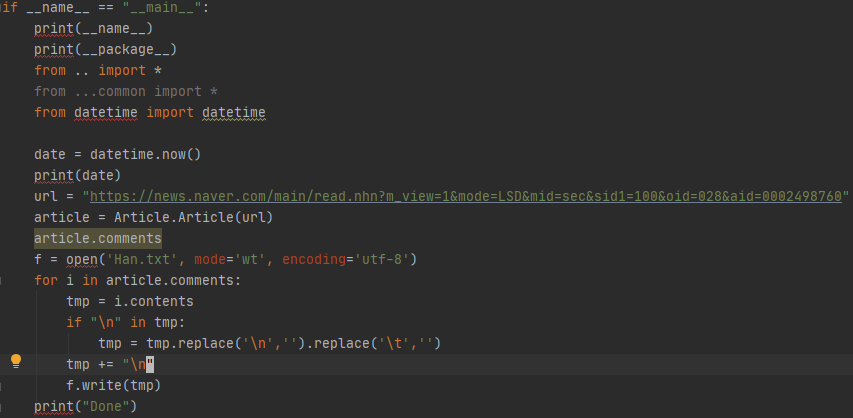 if __name__ == "__main__":
    print(__name__)
    print(__package__)
    from .. import *
    from ...common import *
    from datetime import datetime

    date = datetime.now()
    print(date)
    url = "https://news.naver.com/main/read.nhn?m_view=1&mode=LSD&mid=sec&sid1=100&oid=028&aid=0002498760"
    article = Article.Article(url)
    article.comments
    f = open('Han.txt', mode='wt', encoding='utf-8')
    for i in article.comments:
        tmp = i.contents
        if "\n" in tmp:
            tmp = tmp.replace('\n','').replace('\t','')
        tmp += "\n"
        f.write(tmp)
    print("Done")